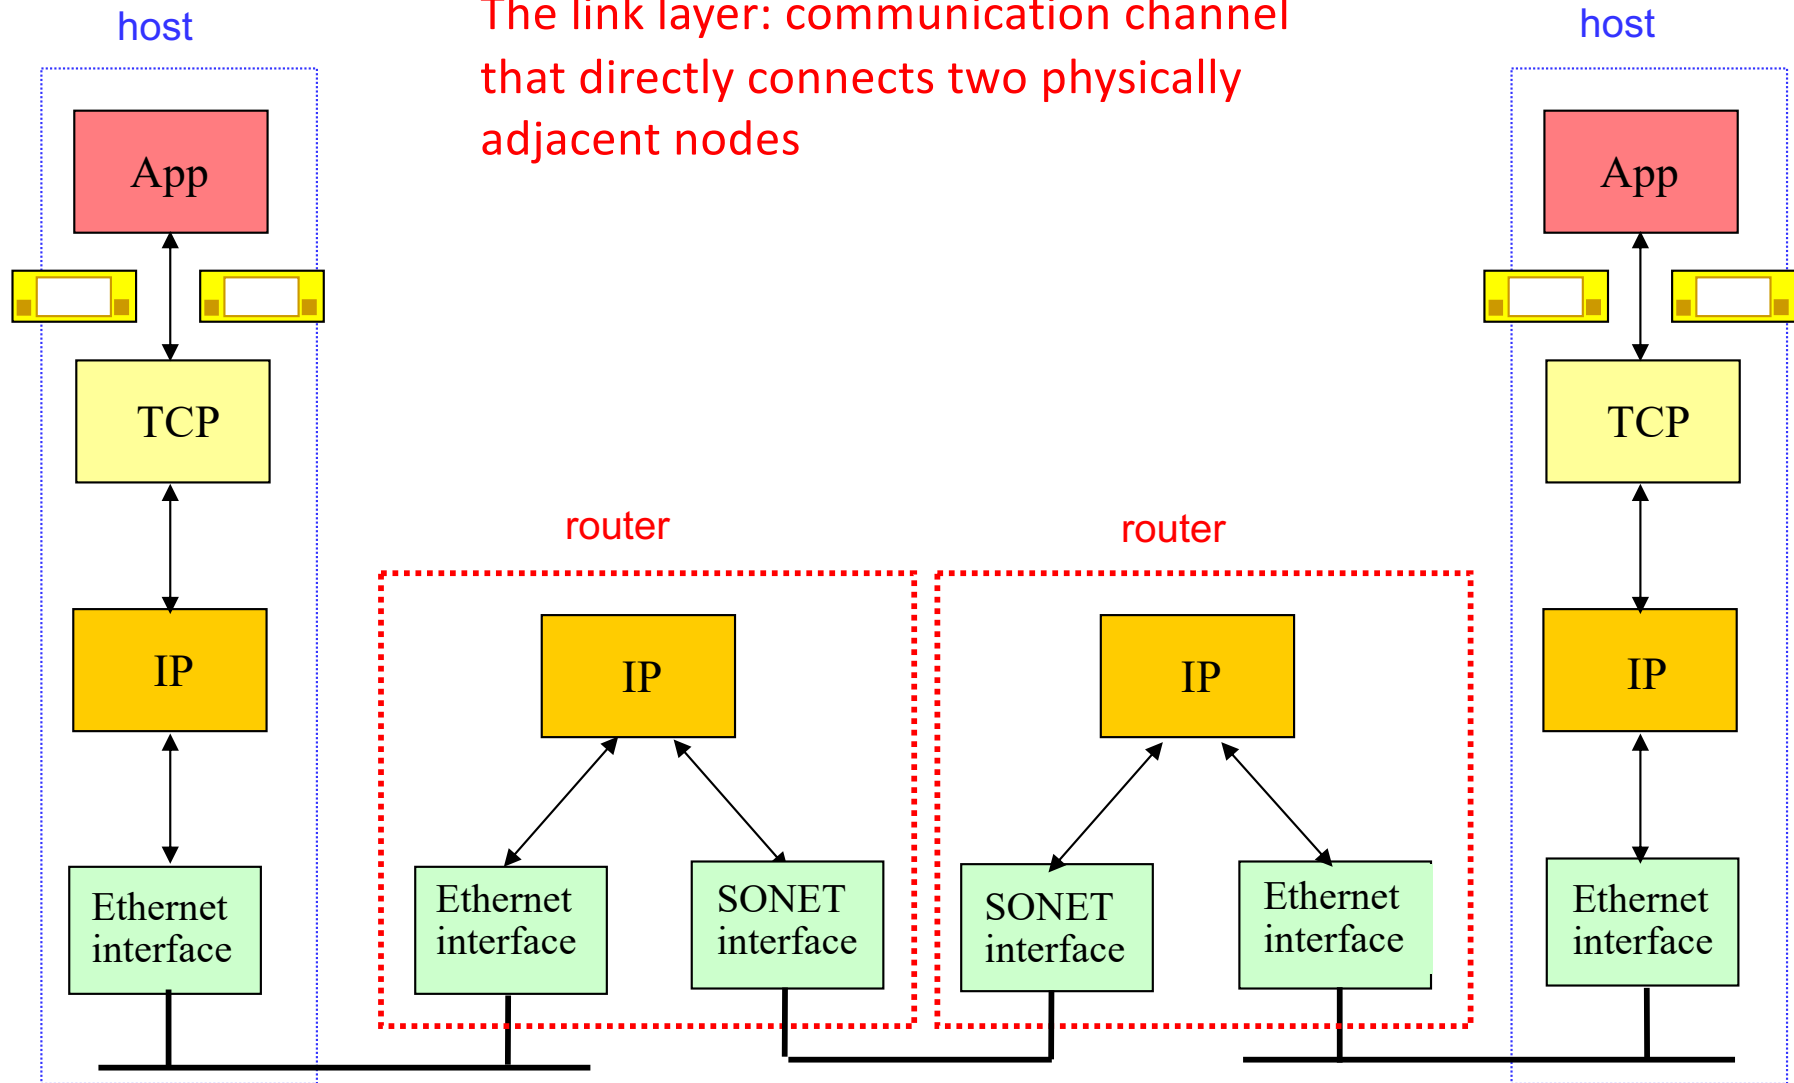 The link layer: communication channel
that directly connects two physically
adjacent nodes
host
App
TCP
IP
Ethernet
interface
router
IP
Ethernet
interface
SONET
interface
router
IP
SONET
interface
Ethernet
interface
host
App
TCP
IP
Ethernet
interface